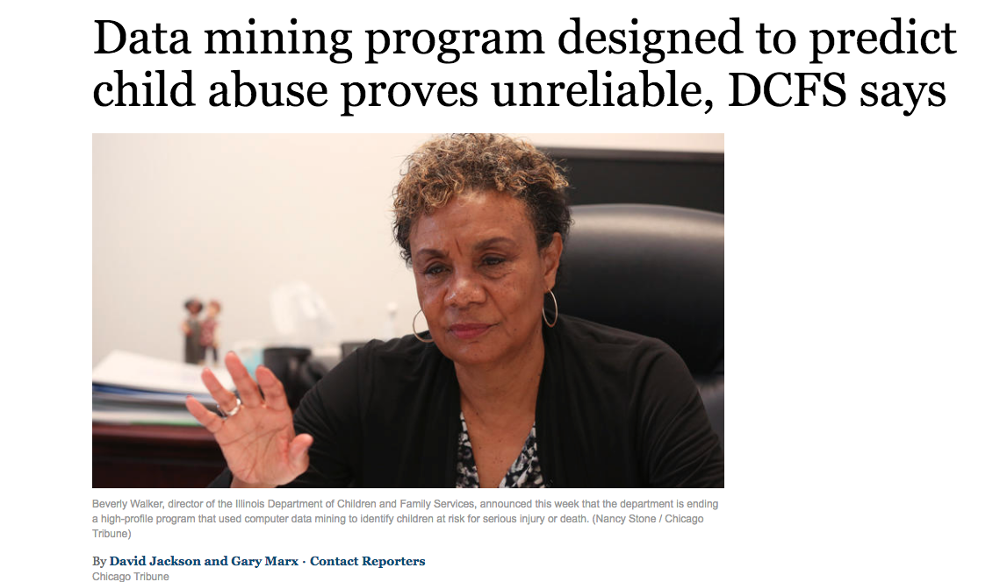 Data mining program designed to predict
child abuse proves unreliable, DCFS says
Beverly Walker, director of the Illinois Department of Children and Family Services, announced this week that the department is ending
a high-profile program that used computer data mining to identify children at risk for serious injury or death. (Nancy Stone / Chicago
Tribune)
By David Jackson and Gary Marx · Contact Reporters
Chicago Tribune